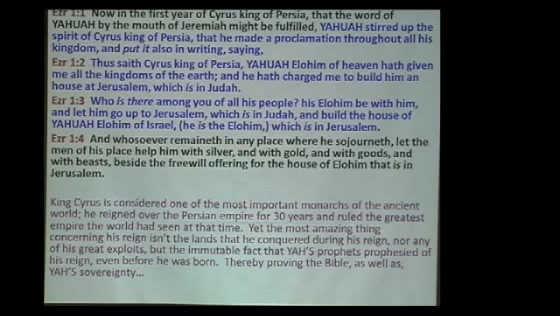 Ezr 1:1 Now in the first year of Cyrus king of Persia, that the word of
YAHUAH by the mouth of Jeremiah might be fulfilled, YAHUAH stirred up the
spirit of Cyrus king of Persia, that he made a proclamation throughout all his
kingdom, and put it also in writing, saying,
Ezr 1:2 Thus saith Cyrus king of Persia, YAHUAH Elohim of heaven hath given
me all the kingdoms of the earth; and he hath charged me to build him an
house at Jerusalem, which is in Judah.
Ezr 1:3 Who is there among you of all his people? his Elohim be with him,
and let him go up to Jerusalem, which is in Judah, and build the house of
YAHUAH Elohim of Israel, (he is the Elohim,) which is in Jerusalem.
Ezr 1:4 And whosoever remaineth in any place where he sojourneth, let the
men of his place help him with silver, and with gold, and with goods, and
with beasts, beside the freewill offering for the house of Elohim that is in
Jerusalem.
King Cyrus is considered one of the most important monarchs of the ancient
world; he reigned over the Persian empire for 30 years and ruled the greatest
empire the world had seen at that time. Yet the most amazing thing
concerning his reign isn't the lands that he conquered during his reign, nor any
of his great exploits, but the immutable fact that YAH'S prophets prophesied of
his reign, even before he was born. Thereby proving the Bible, as well as,
YAH'S sovereignty...